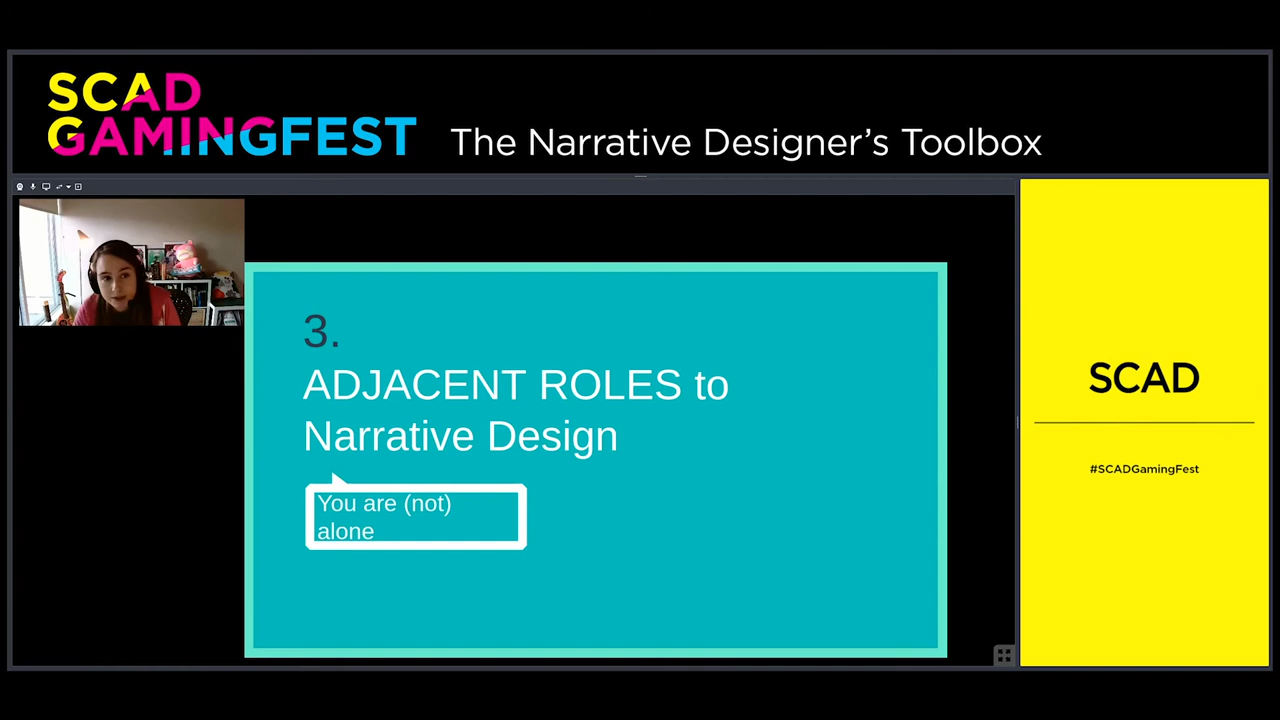 SCAD
GAMINGFEST
The Narrative Designer's Toolbox
3.
ADJACENT ROLES to
Narrative Design
You are (not)
alone
SCAD
#SCADGamingFest